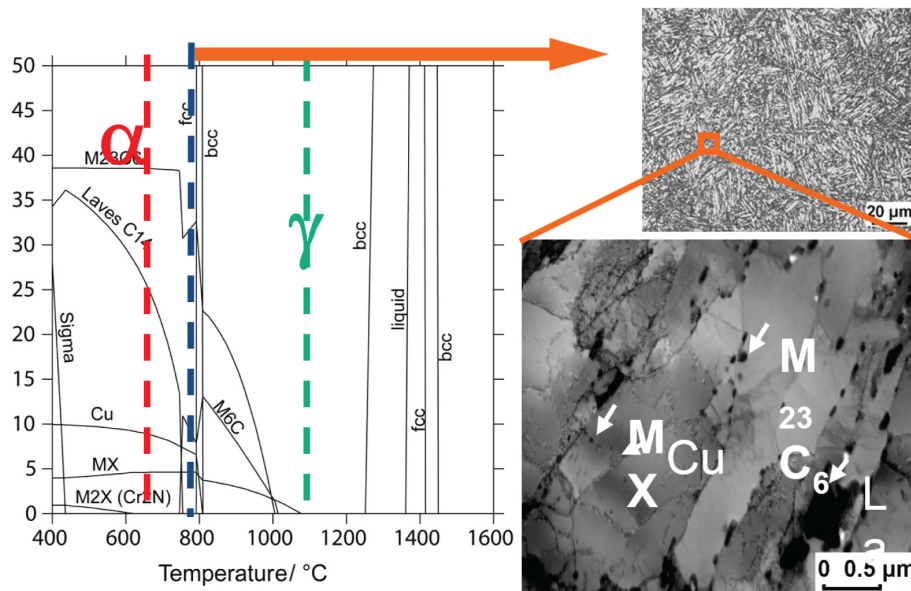 50
45
40
35
30
25
20
15
10
5
0
400
600
800
1000
1200
1400
1600
Temperature/ °C
α
γ
fcc
bcc
M23C6
Laves C14
Sigma
Cu
MX
M2X (Cr2N)
M6C
bcc
liquid
fcc
bcc
20 µm
M
23
C6
M
X
Cu
L
a
0 0.5 µm